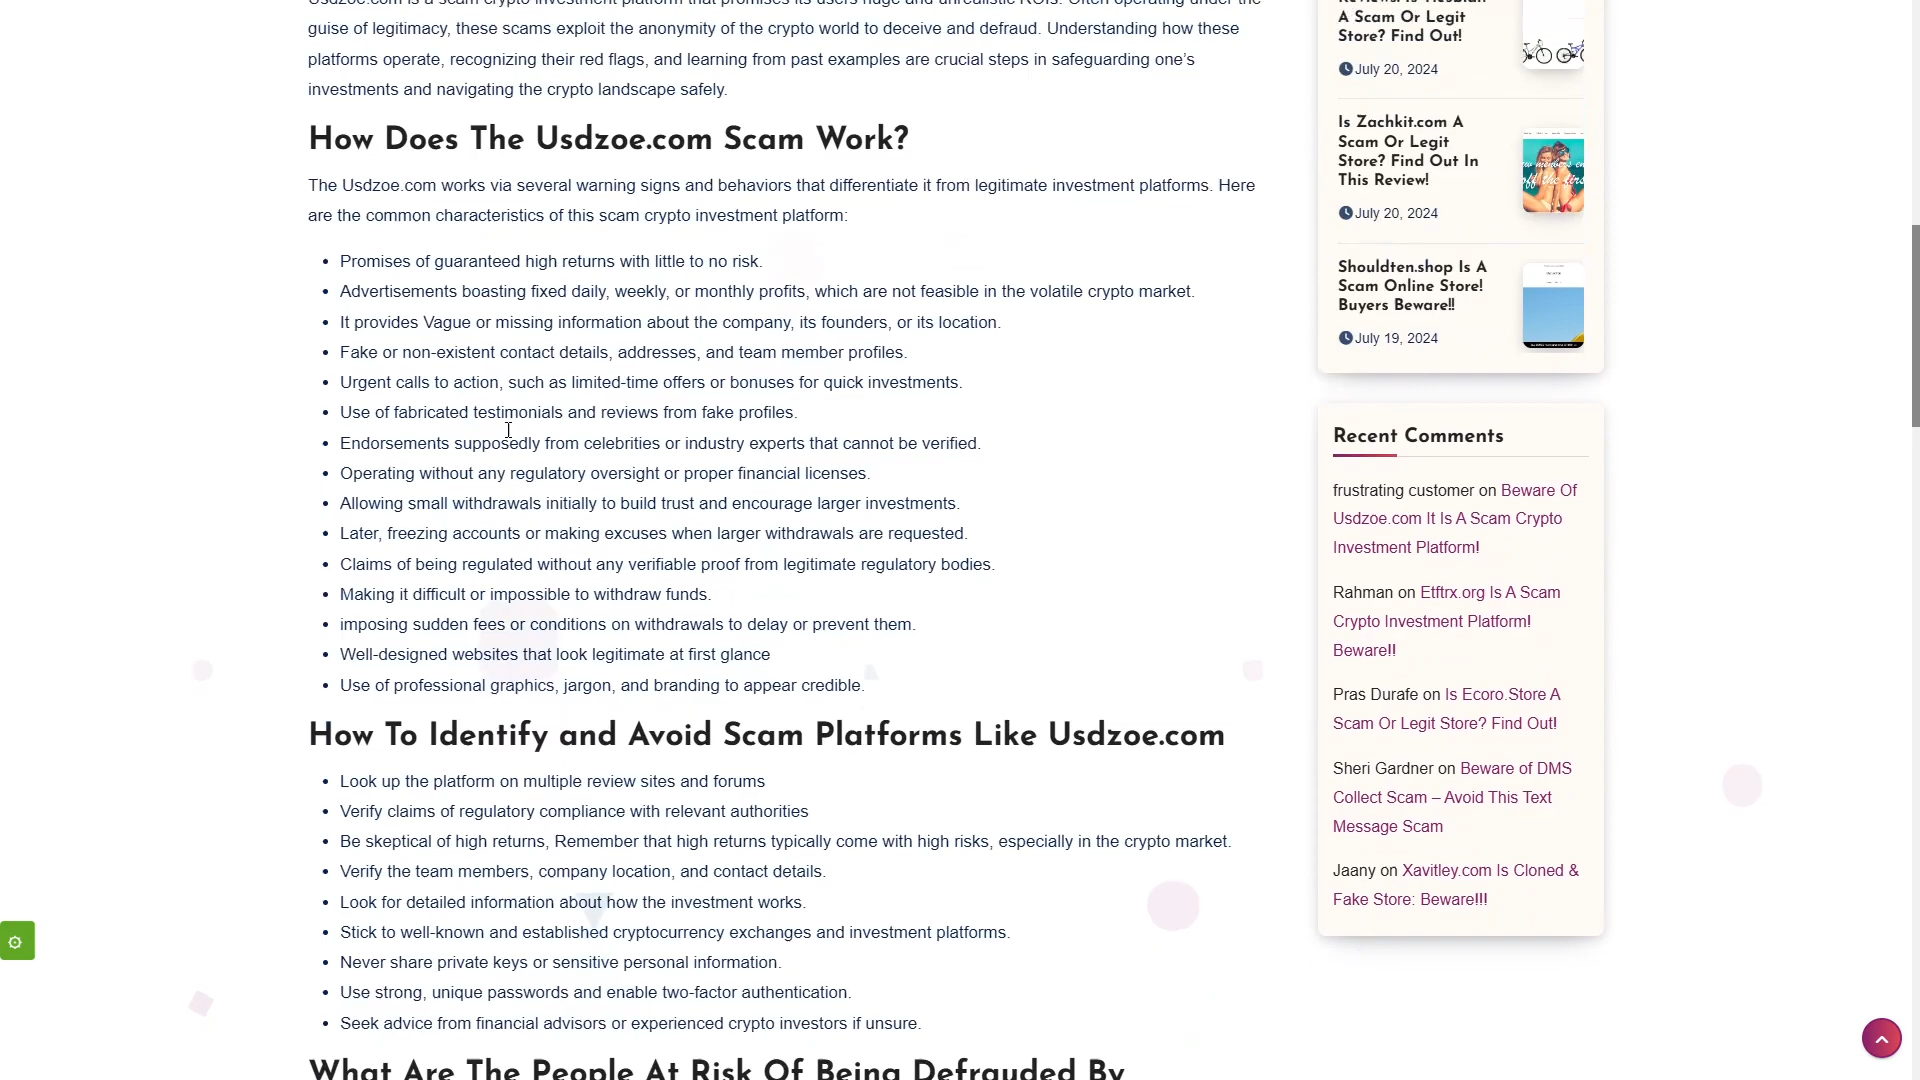 Usdzoe.com is a scam crypto investment platform that promises its users huge and unrealistic ROIs. Often operating under the
guise of legitimacy, these scams exploit the anonymity of the crypto world to deceive and defraud. Understanding how these
platforms operate, recognizing their red flags, and learning from past examples are crucial steps in safeguarding one's
investments and navigating the crypto landscape safely.
How Does The Usdzoe.com Scam Work?
The Usdzoe.com works via several warning signs and behaviors that differentiate it from legitimate investment platforms. Here
are the common characteristics of this scam crypto investment platform:
• Promises of guaranteed high returns with little to no risk.
• Advertisements boasting fixed daily, weekly, or monthly profits, which are not feasible in the volatile crypto market.
• It provides Vague or missing information about the company, its founders, or its location.
• Fake or non-existent contact details, addresses, and team member profiles.
• Urgent calls to action, such as limited-time offers or bonuses for quick investments.
• Use of fabricated testimonials and reviews from fake profiles.
• Endorsements supposedly from celebrities or industry experts that cannot be verified.
• Operating without any regulatory oversight or proper financial licenses.
• Allowing small withdrawals initially to build trust and encourage larger investments.
• Later, freezing accounts or making excuses when larger withdrawals are requested.
• Claims of being regulated without any verifiable proof from legitimate regulatory bodies.
• Making it difficult or impossible to withdraw funds.
• imposing sudden fees or conditions on withdrawals to delay or prevent them.
• Well-designed websites that look legitimate at first glance
• Use of professional graphics, jargon, and branding to appear credible.
How To Identify and Avoid Scam Platforms Like Usdzoe.com
• Look up the platform on multiple review sites and forums
• Verify claims of regulatory compliance with relevant authorities
• Be skeptical of high returns, Remember that high returns typically come with high risks, especially in the crypto market.
• Verify the team members, company location, and contact details.
• Look for detailed information about how the investment works.
• Stick to well-known and established cryptocurrency exchanges and investment platforms.
• Never share private keys or sensitive personal information.
• Use strong, unique passwords and enable two-factor authentication.
• Seek advice from financial advisors or experienced crypto investors if unsure.
What Are The People At Risk Of Being Defrauded By
A Scam Or Legit
Store? Find Out!
July 20, 2024
Is Zachkit.com A
Scam Or Legit
Store? Find Out In
This Review!
July 20, 2024
Shouldten.shop Is A
Scam Online Store!
Buyers Beware!!
July 19, 2024
Recent Comments
frustrating customer on Beware Of
Usdzoe.com It Is A Scam Crypto
Investment Platform!
Rahman on Etftrx.org Is A Scam
Crypto Investment Platform!
Beware!!
Pras Durafe on Is Ecoro.Store A
Scam Or Legit Store? Find Out!
Sheri Gardner on Beware of DMS
Collect Scam – Avoid This Text
Message Scam
Jaany on Xavitley.com Is Cloned &
Fake Store: Beware!!!